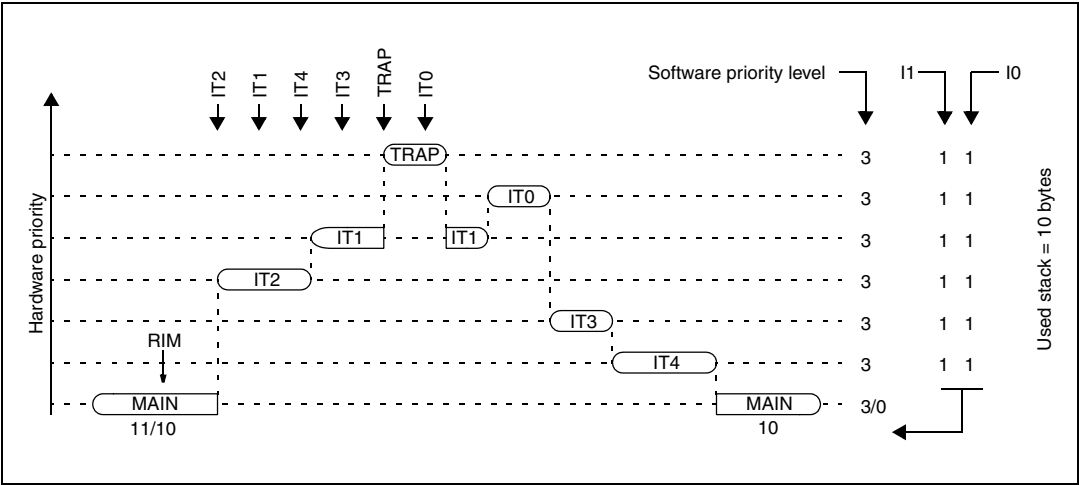 IT2 IT1 IT4 IT3 TRAP IT0
Software priority level I1 I0
Hardware priority
TRAP 3 1 1
IT0 3 1 1
IT1 IT1 3 1 1
IT2 3 1 1
IT3 3 1 1
RIM
IT4 3 1 1
MAIN MAIN 3/0
11/10 10
Used stack = 10 bytes